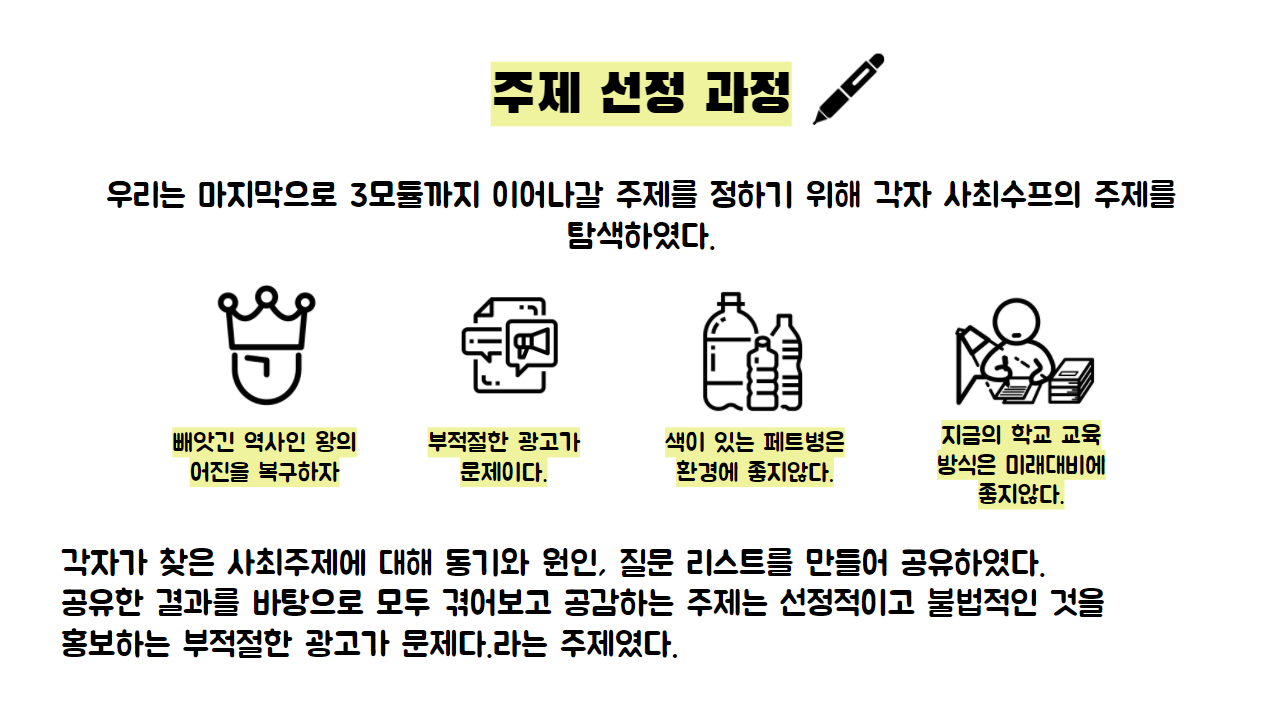 주제 선정 과정
우리는 마지막으로 3모듈까지 이어나갈 주제를 정하기 위해 각자 사최수프의 주제를
탐색하였다.
빼앗긴 역사인 왕의
어진을 복구하자
부적절한 광고가
문제이다.
색이 있는 페트병은
환경에 좋지않다.
지금의 학교 교육
방식은 미래대비에
좋지않다.
각자가 찾은 사최주제에 대해 동기와 원인, 질문 리스트를 만들어 공유하였다.
공유한 결과를 바탕으로 모두 겪어보고 공감하는 주제는 선정적이고 불법적인 것을
홍보하는 부적절한 광고가 문제다.라는 주제였다.